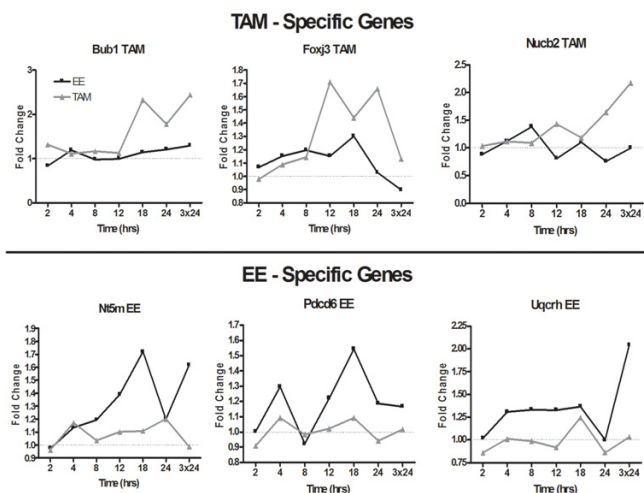 TAM - Specific Genes
Bub1 TAM
Foxj3 TAM
Nucb2 TAM
Fold Change
3
2
1
0
EE
TAM
2 4 8 12 18 24 3x24
Time (hrs)
Fold Change
1.8
1.7
1.6
1.5
1.4
1.3
1.2
1.1
1.0
0.9
0.8
2 4 8 12 18 24 3x24
Time (hrs)
Fold Change
2.5
2.0
1.5
1.0
0.5
0.0
2 4 8 12 18 24 3x24
Time (hrs)
EE - Specific Genes
Nt5m EE
Pdcd6 EE
Uqcrh EE
Fold Change
1.9
1.8
1.7
1.6
1.5
1.4
1.3
1.2
1.1
1.0
0.9
2 4 8 12 18 24 3x24
Time (hrs)
Fold Change
1.7
1.6
1.5
1.4
1.3
1.2
1.1
1.0
0.9
0.8
2 4 8 12 18 24 3x24
Time (hrs)
Fold Change
2.25
2.00
1.75
1.50
1.25
1.00
0.75
2 4 8 12 18 24 3x24
Time (hrs)